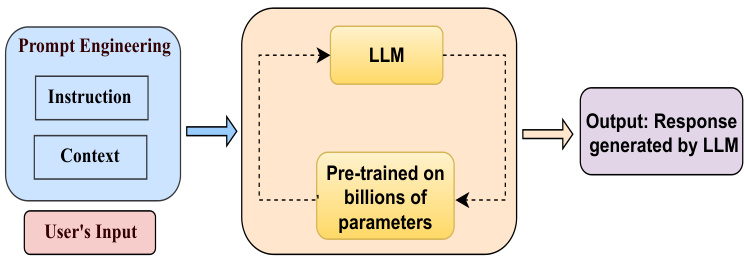 Prompt Engineering
Instruction
Context
User's Input
LLM
Pre-trained on
billions of
parameters
Output: Response
generated by LLM